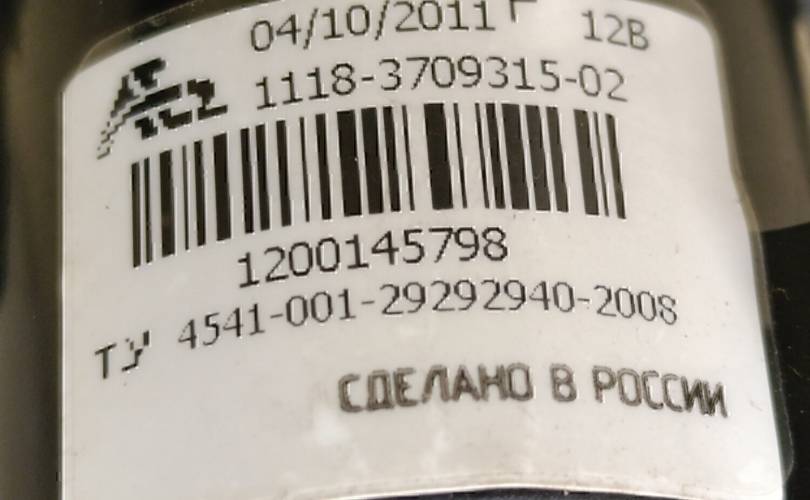 04/10/2011 Г 12В
1118-3709315-02
1200145798
ТУ 4541-001-29292940-2008
СДЕЛАНО В РОССИИ